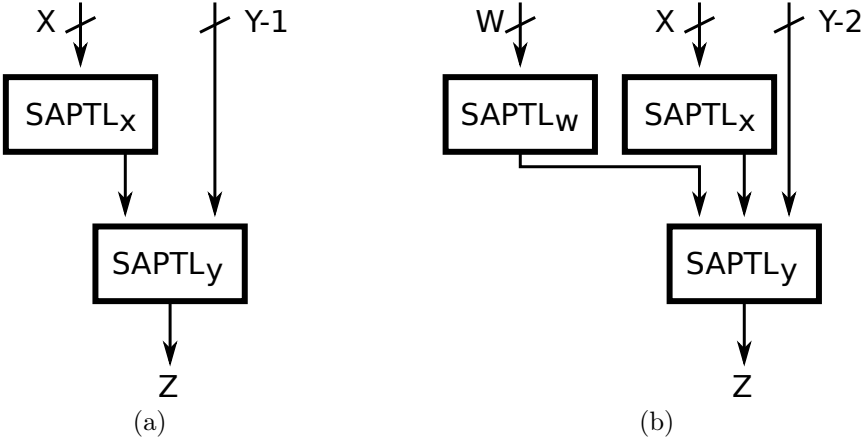 X Y-1 W X Y-2
SAPTLx SAPTLw SAPTLx
SAPTLy SAPTLy
Z Z
(a) (b)